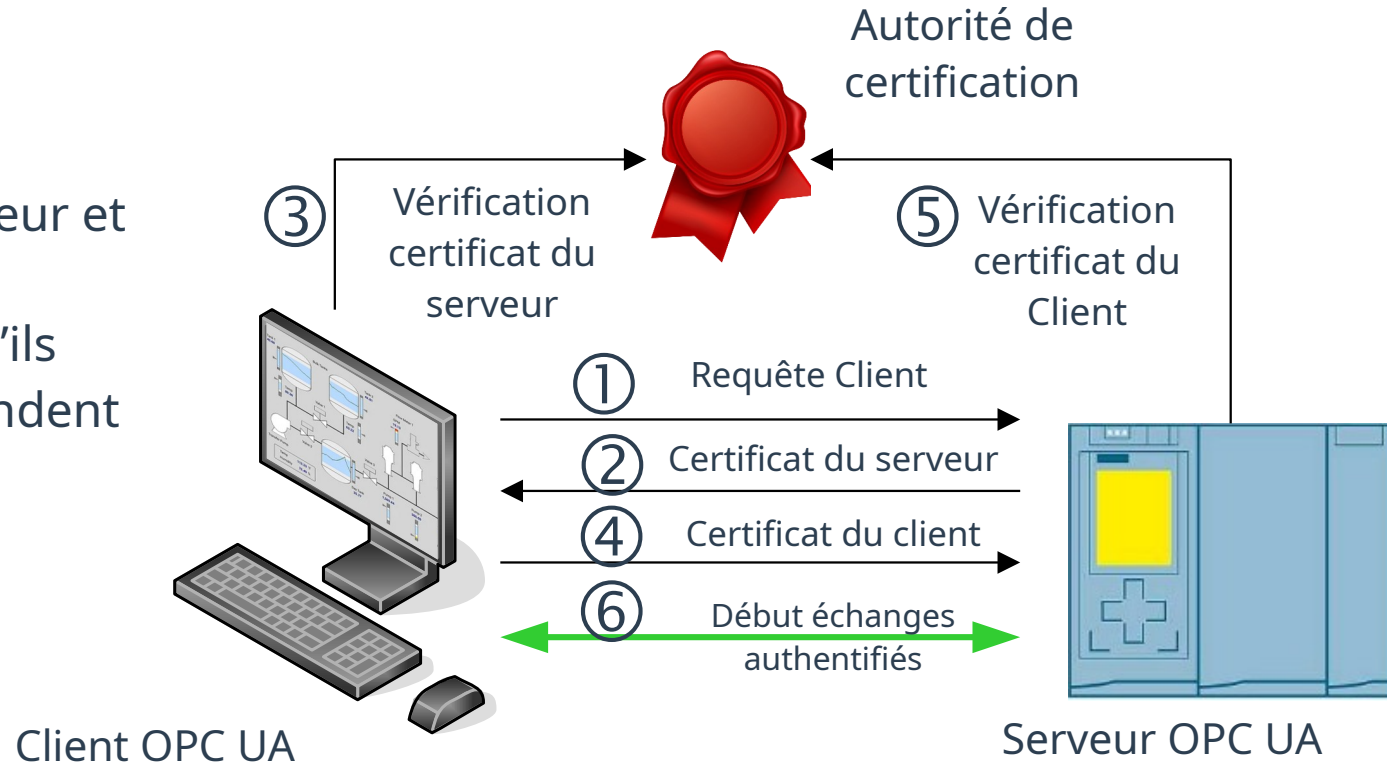 Autorité de
certification
eur et
’ils
ndent
③
Vérification
certificat du
serveur
⑤
Vérification
certificat du
Client
①
Requête Client
②
Certificat du serveur
④
Certificat du client
⑥
Début échanges
authentifiés
Client OPC UA
Serveur OPC UA